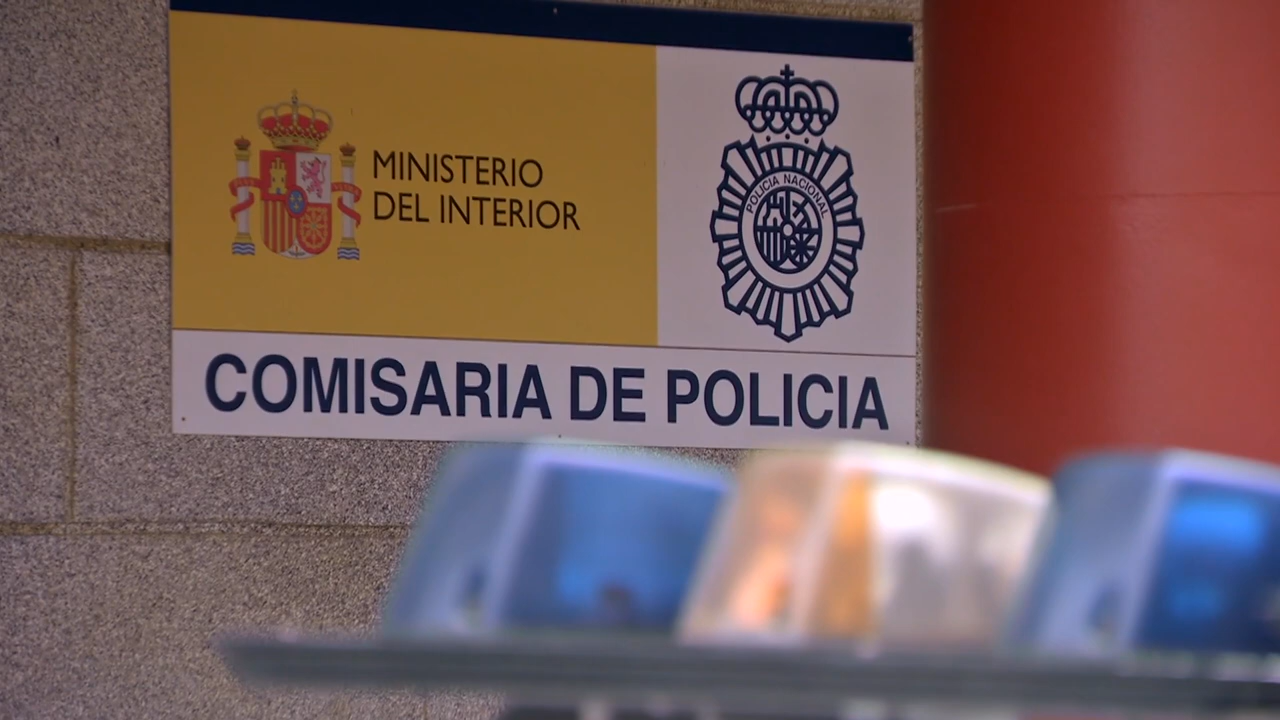 MINISTERIO
DEL INTERIOR
POLICIA NACIONAL
COMISARIA DE POLICIA